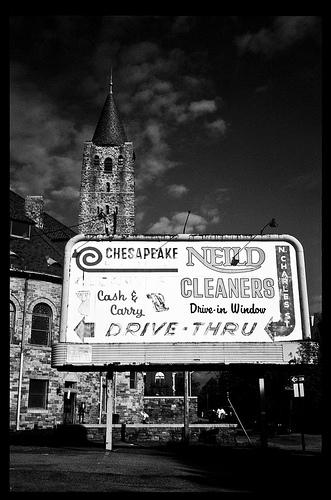 CHESAPEAKE
NEILD
CLEANERS
N. CHARLES ST.
Cash &
Carry
Drive-in Window
DRIVE-THRU